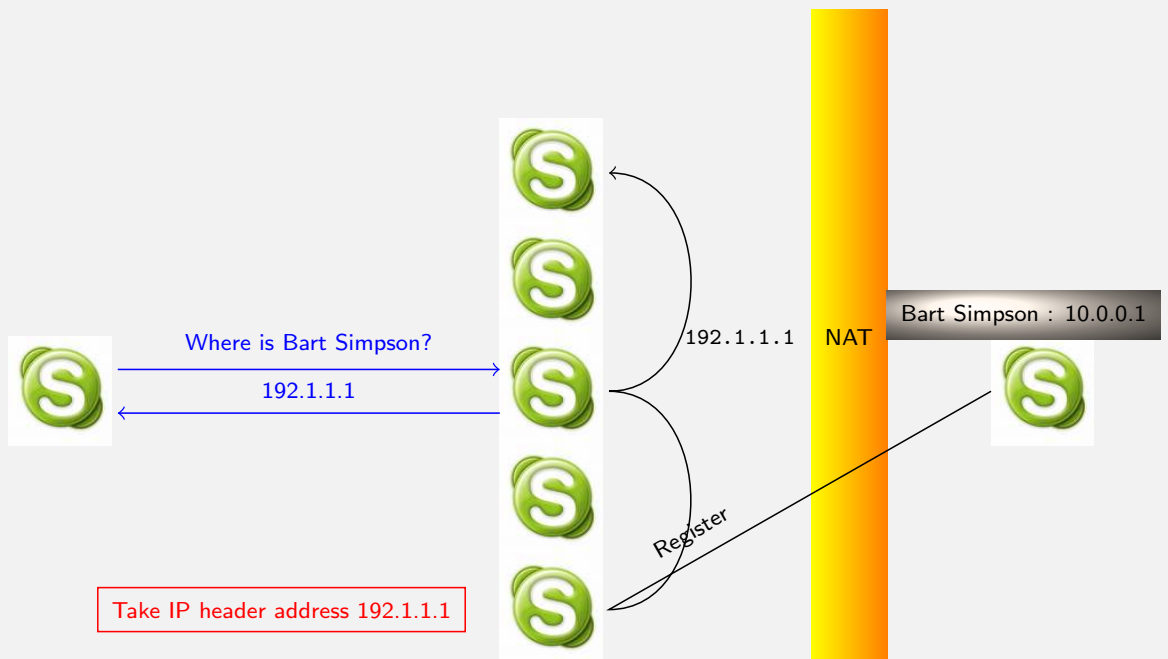 Bart Simpson : 10.0.0.1
Where is Bart Simpson?
192.1.1.1
NAT
192.1.1.1
Register
Take IP header address 192.1.1.1
S
S
S
S
S
S
S